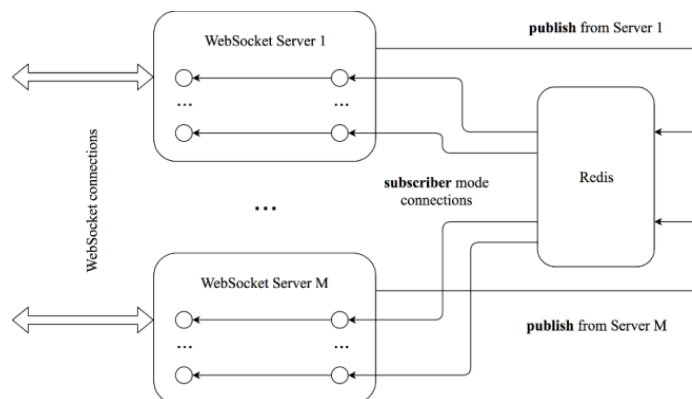 WebSocket Server 1
publish from Server 1
...
...
Redis
WebSocket connections
subscriber mode
connections
...
WebSocket Server M
publish from Server M
...
...